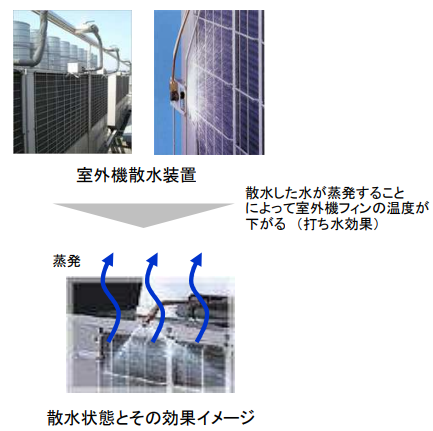 室外機散水装置
散水した水が蒸発すること
によって室外機フィンの温度が
下がる （打ち水効果）
蒸発
散水状態とその効果イメージ